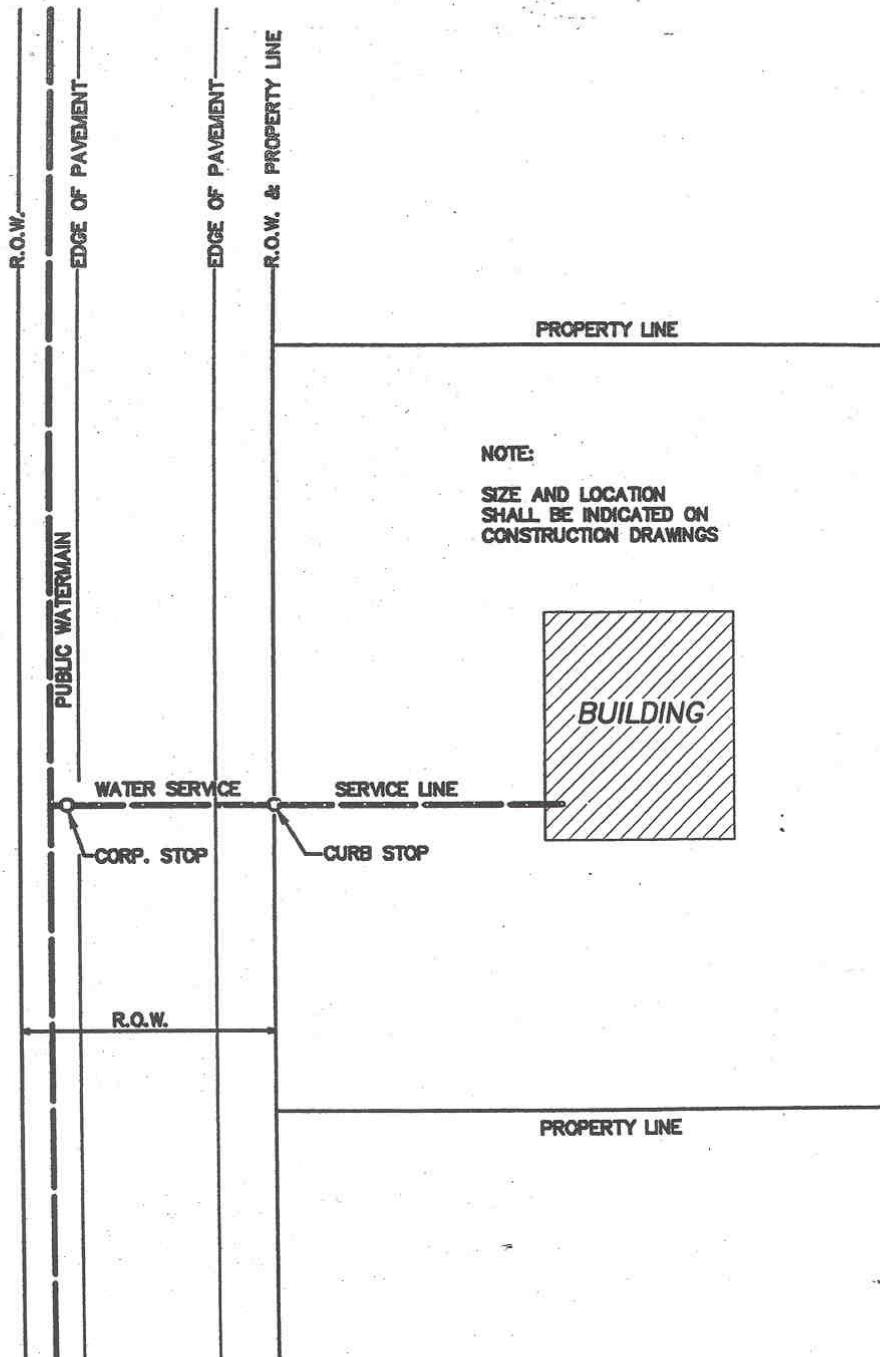 R.O.W.
EDGE OF PAVEMENT
EDGE OF PAVEMENT
R.O.W. & PROPERTY LINE
PROPERTY LINE
NOTE:
SIZE AND LOCATION
SHALL BE INDICATED ON
CONSTRUCTION DRAWINGS
PUBLIC WATERMAIN
BUILDING
WATER SERVICE
SERVICE LINE
CORP. STOP
CURB STOP
R.O.W.
PROPERTY LINE